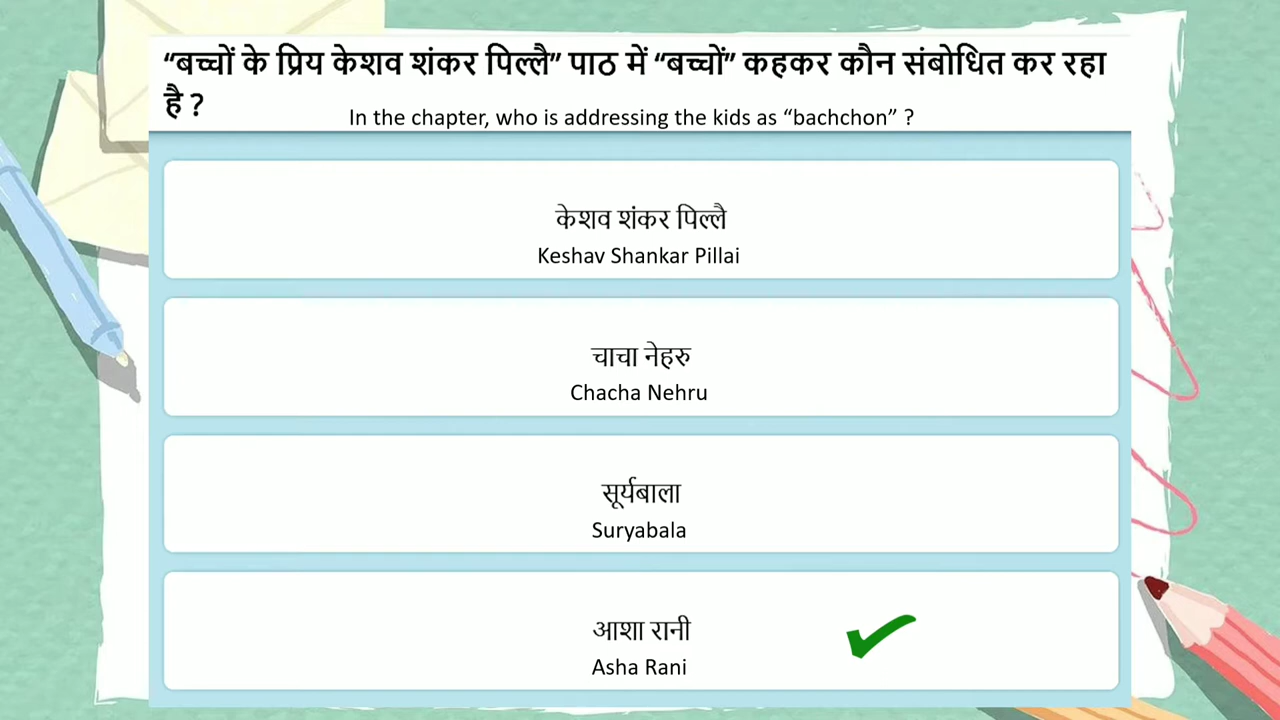 “बच्चों के प्रिय केशव शंकर पिल्लै” पाठ में “बच्चों” कहकर कौन संबोधित कर रहा
है ?
In the chapter, who is addressing the kids as “bachchon” ?
केशव शंकर पिल्लै
Keshav Shankar Pillai
चाचा नेहरु
Chacha Nehru
सूर्यबाला
Suryabala
आशा रानी
Asha Rani